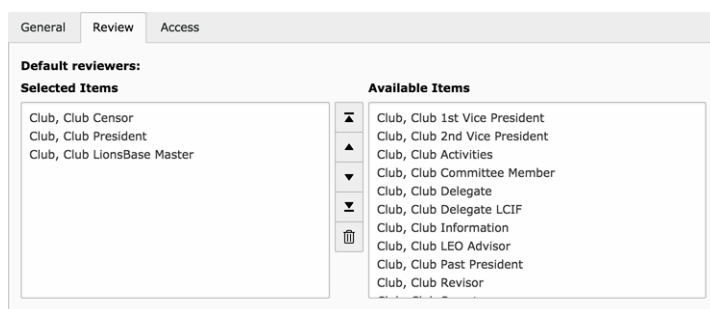 General Review Access
Default reviewers:
Selected Items
Club, Club Censor
Club, Club President
Club, Club LionsBase Master
Available Items
Club, Club 1st Vice President
Club, Club 2nd Vice President
Club, Club Activities
Club, Club Committee Member
Club, Club Delegate
Club, Club Delegate LCIF
Club, Club Information
Club, Club LEO Advisor
Club, Club Past President
Club, Club Revisor